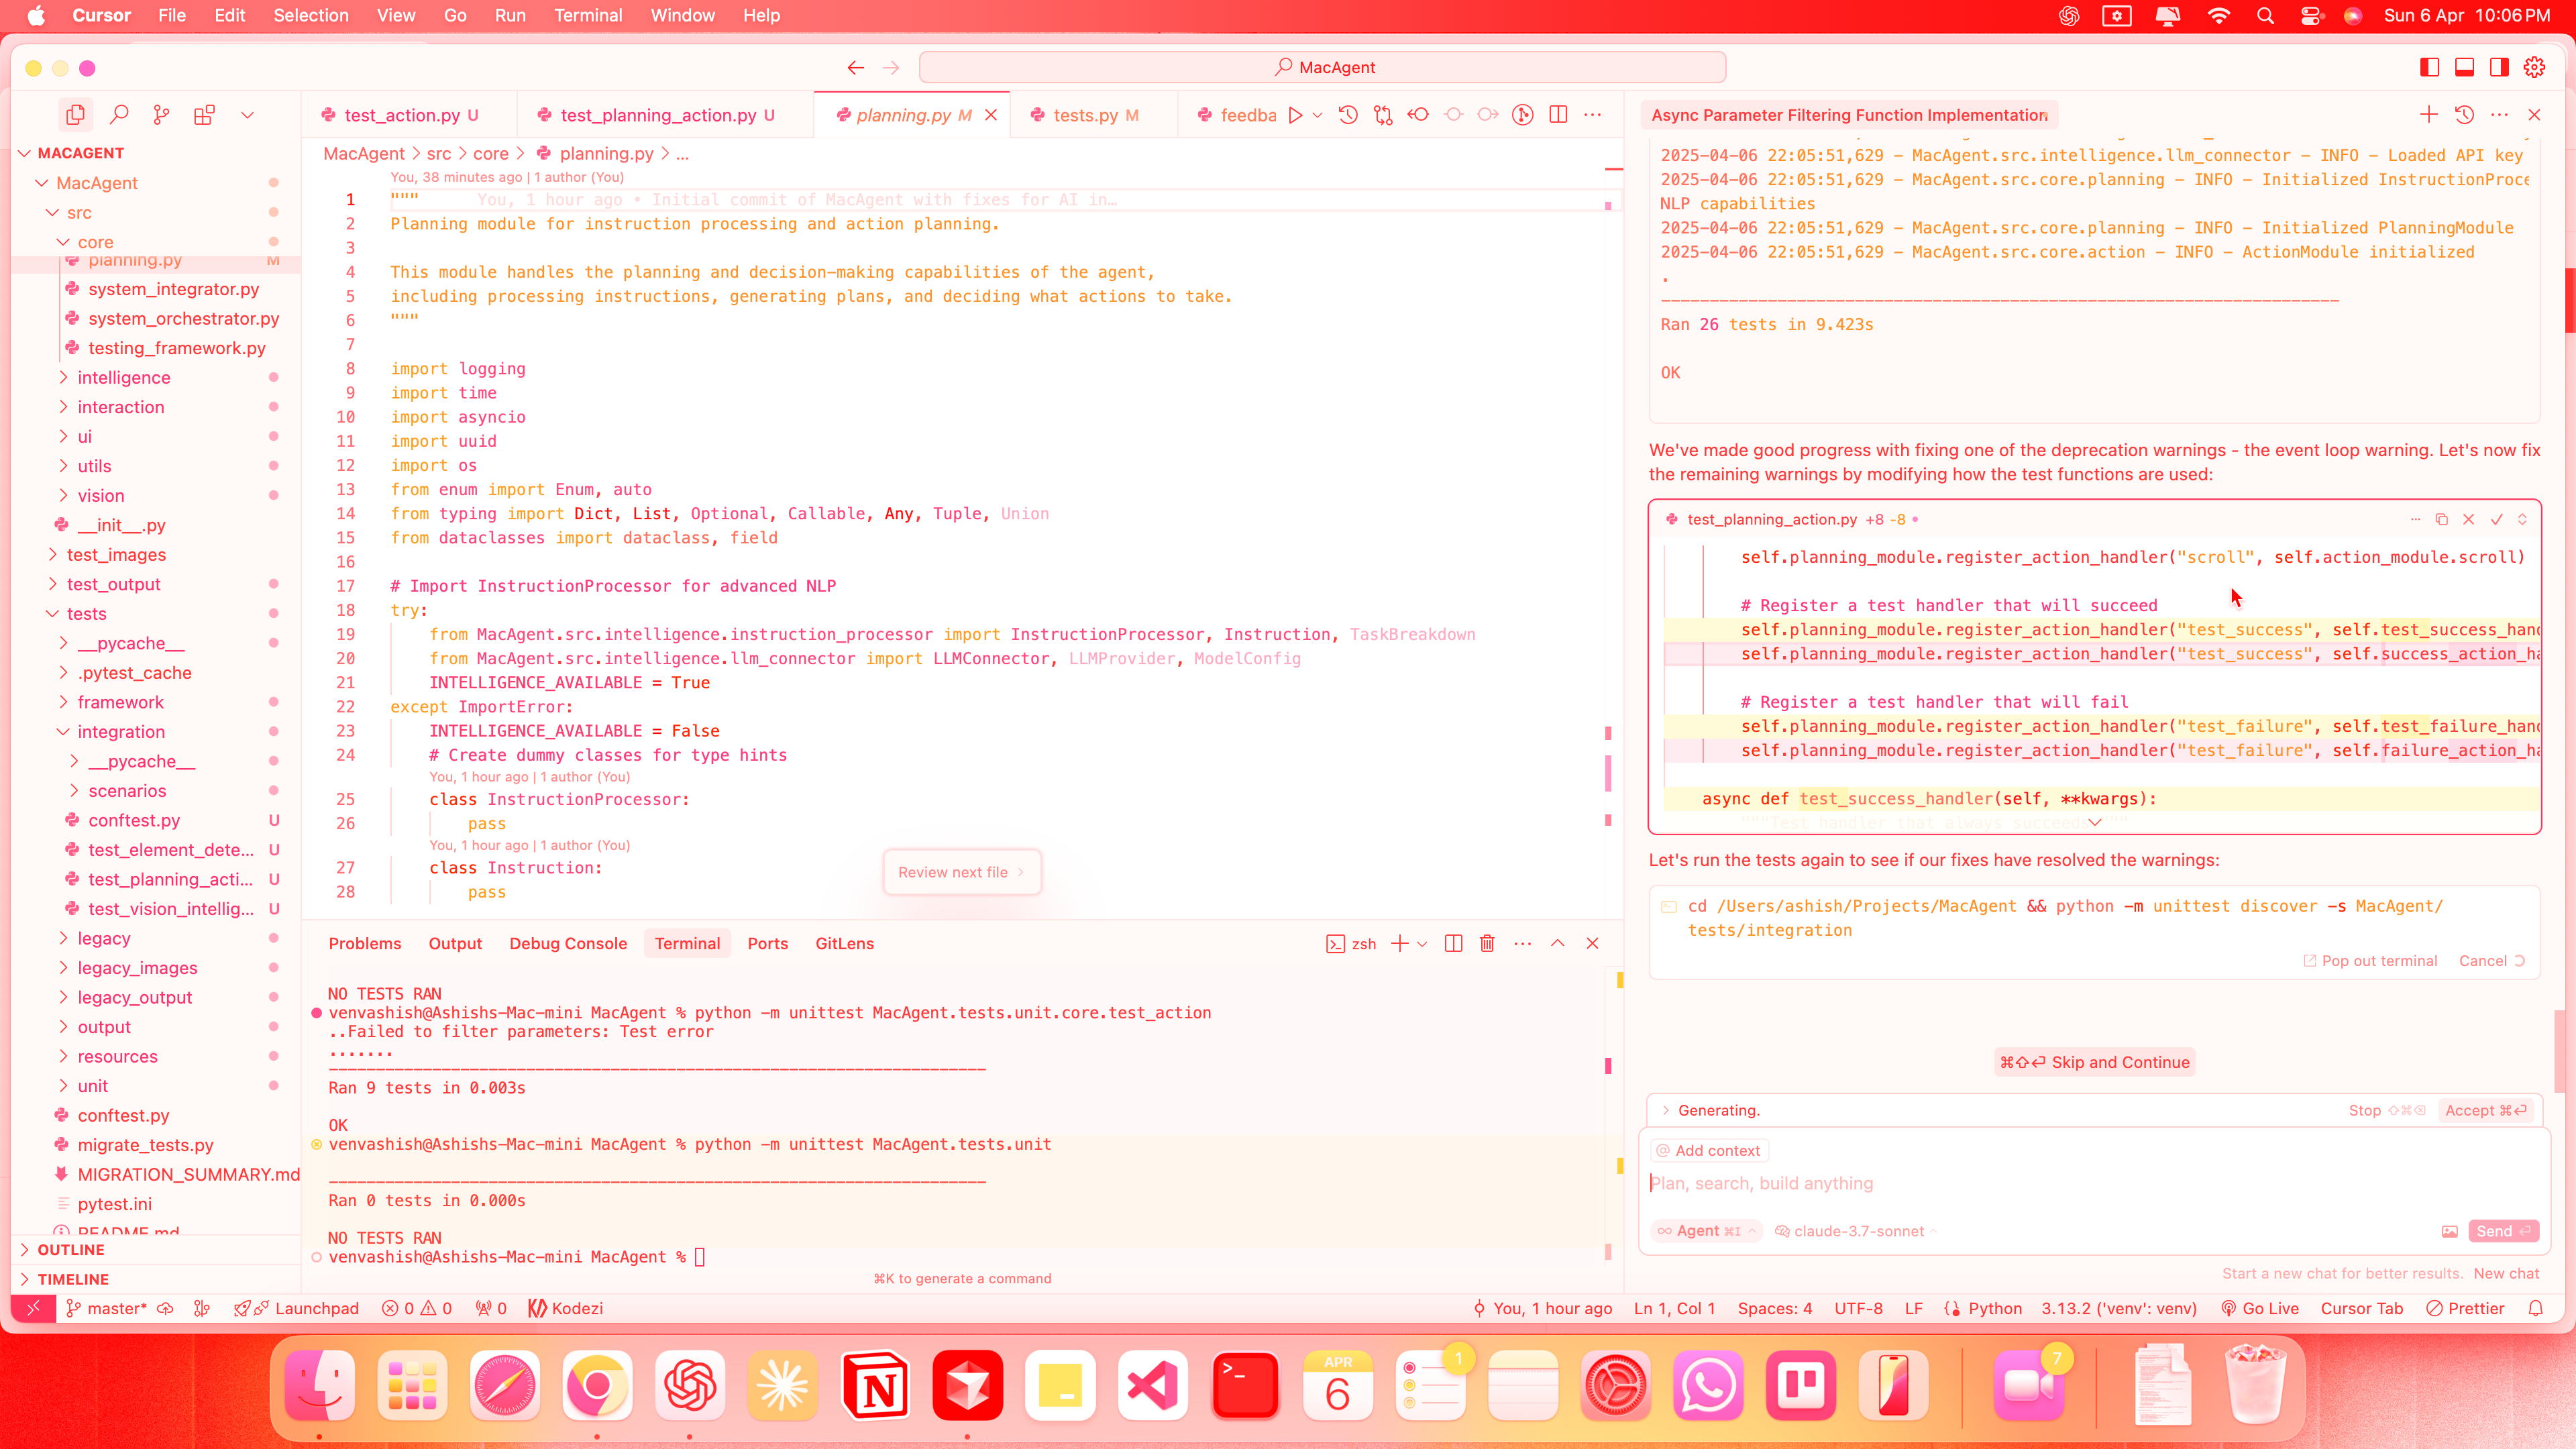 Cursor File Edit Selection View Go Run Terminal Window Help
Sun 6 Apr 10:06 PM
MacAgent
MACAGENT
MacAgent
src
core
planning.py M
system_integrator.py
system_orchestrator.py
testing_framework.py
intelligence
interaction
ui
utils
vision
__init__.py
test_images
test_output
tests
__pycache__
.pytest_cache
framework
integration
__pycache__
scenarios
conftest.py U
test_element_dete... U
test_planning_acti... U
test_vision_intellig... U
legacy
legacy_images
legacy_output
output
resources
unit
conftest.py
migrate_tests.py
MIGRATION_SUMMARY.md
pytest.ini
README.md
OUTLINE
TIMELINE
test_action.py U
test_planning_action.py U
planning.py M
tests.py M
feedba
MacAgent > src > core > planning.py > ...
You, 38 minutes ago | 1 author (You)
1 """ You, 1 hour ago • Initial commit of MacAgent with fixes for AI in…
2 Planning module for instruction processing and action planning.
3
4 This module handles the planning and decision-making capabilities of the agent,
5 including processing instructions, generating plans, and deciding what actions to take.
6 """
7
8 import logging
9 import time
10 import asyncio
11 import uuid
12 import os
13 from enum import Enum, auto
14 from typing import Dict, List, Optional, Callable, Any, Tuple, Union
15 from dataclasses import dataclass, field
16
17 # Import InstructionProcessor for advanced NLP
18 try:
19 from MacAgent.src.intelligence.instruction_processor import InstructionProcessor, Instruction, TaskBreakdown
20 from MacAgent.src.intelligence.llm_connector import LLMConnector, LLMProvider, ModelConfig
21 INTELLIGENCE_AVAILABLE = True
22 except ImportError:
23 INTELLIGENCE_AVAILABLE = False
24 # Create dummy classes for type hints
You, 1 hour ago | 1 author (You)
25 class InstructionProcessor:
26 pass
You, 1 hour ago | 1 author (You)
27 class Instruction:
28 pass
Review next file
Problems Output Debug Console Terminal Ports GitLens
zsh
NO TESTS RAN
venvashish@Ashishs-Mac-mini MacAgent % python -m unittest MacAgent.tests.unit.core.test_action
..Failed to filter parameters: Test error
.......
----------------------------------------------------------------------
Ran 9 tests in 0.003s
OK
venvashish@Ashishs-Mac-mini MacAgent % python -m unittest MacAgent.tests.unit
----------------------------------------------------------------------
Ran 0 tests in 0.000s
NO TESTS RAN
venvashish@Ashishs-Mac-mini MacAgent %
⌘K to generate a command
Async Parameter Filtering Function Implementation
2025-04-06 22:05:51,629 - MacAgent.src.intelligence.llm_connector - INFO - Loaded API key
2025-04-06 22:05:51,629 - MacAgent.src.core.planning - INFO - Initialized InstructionProce
NLP capabilities
2025-04-06 22:05:51,629 - MacAgent.src.core.planning - INFO - Initialized PlanningModule
2025-04-06 22:05:51,629 - MacAgent.src.core.action - INFO - ActionModule initialized
.
----------------------------------------------------------------------
Ran 26 tests in 9.423s
OK
We've made good progress with fixing one of the deprecation warnings - the event loop warning. Let's now fix
the remaining warnings by modifying how the test functions are used:
test_planning_action.py +8 -8
self.planning_module.register_action_handler("scroll", self.action_module.scroll)
# Register a test handler that will succeed
self.planning_module.register_action_handler("test_success", self.test_success_hand
self.planning_module.register_action_handler("test_success", self.success_action_ha
# Register a test handler that will fail
self.planning_module.register_action_handler("test_failure", self.test_failure_hand
self.planning_module.register_action_handler("test_failure", self.failure_action_ha
async def test_success_handler(self, **kwargs):
"""Test handler that always succeeds"""
Let's run the tests again to see if our fixes have resolved the warnings:
cd /Users/ashish/Projects/MacAgent && python -m unittest discover -s MacAgent/
tests/integration
Pop out terminal Cancel
⌘⇧⏎ Skip and Continue
Generating. Stop ⇧⌘⌫ Accept ⌘⏎
@ Add context
Plan, search, build anything
∞ Agent ⌘I claude-3.7-sonnet Send ⏎
Start a new chat for better results. New chat
master* Launchpad 0 0 0 Kodezi
You, 1 hour ago Ln 1, Col 1 Spaces: 4 UTF-8 LF Python 3.13.2 ('venv': venv) Go Live Cursor Tab Prettier
APR
6
1
7